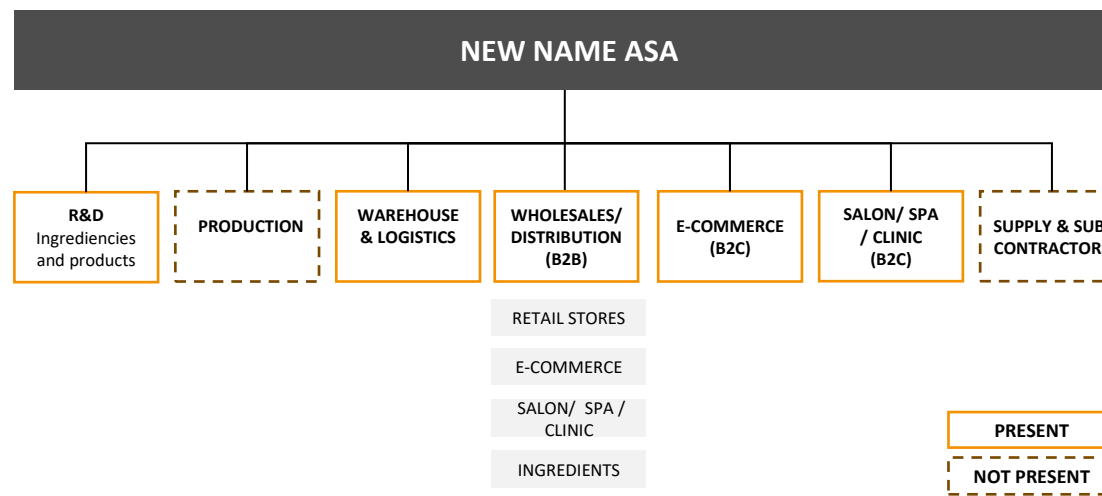 NEW NAME ASA
R&D
Ingrediencies
and products
PRODUCTION
WAREHOUSE
& LOGISTICS
WHOLESALES/
DISTRIBUTION
(B2B)
E-COMMERCE
(B2C)
SALON/ SPA
/ CLINIC
(B2C)
SUPPLY & SUB
CONTRACTOR
RETAIL STORES
E-COMMERCE
SALON/ SPA /
CLINIC
INGREDIENTS
PRESENT
NOT PRESENT